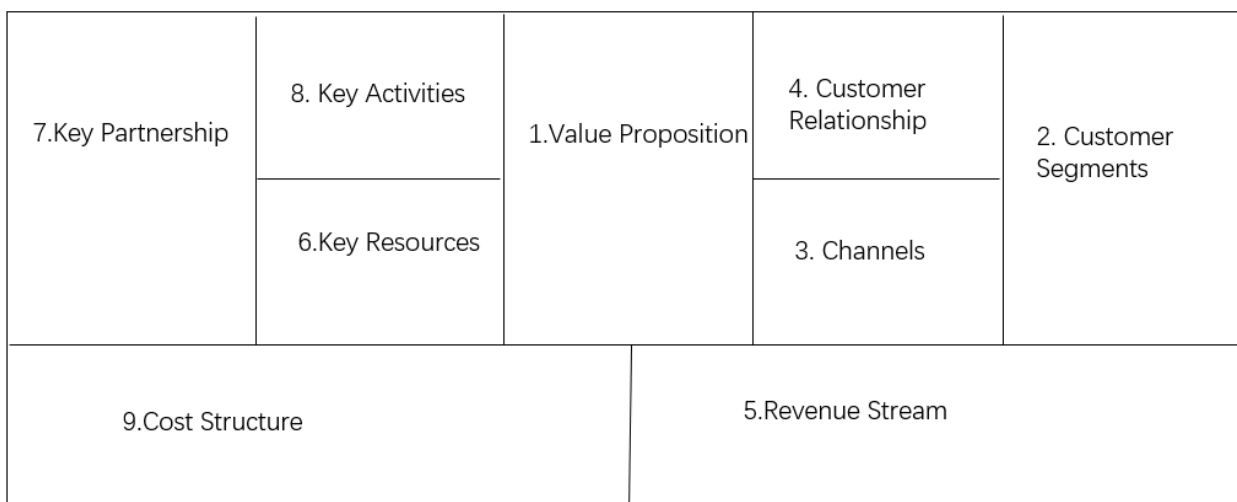 7.Key Partnership
8. Key Activities
6.Key Resources
1.Value Proposition
4. Customer
Relationship
3. Channels
2. Customer
Segments
9.Cost Structure
5.Revenue Stream